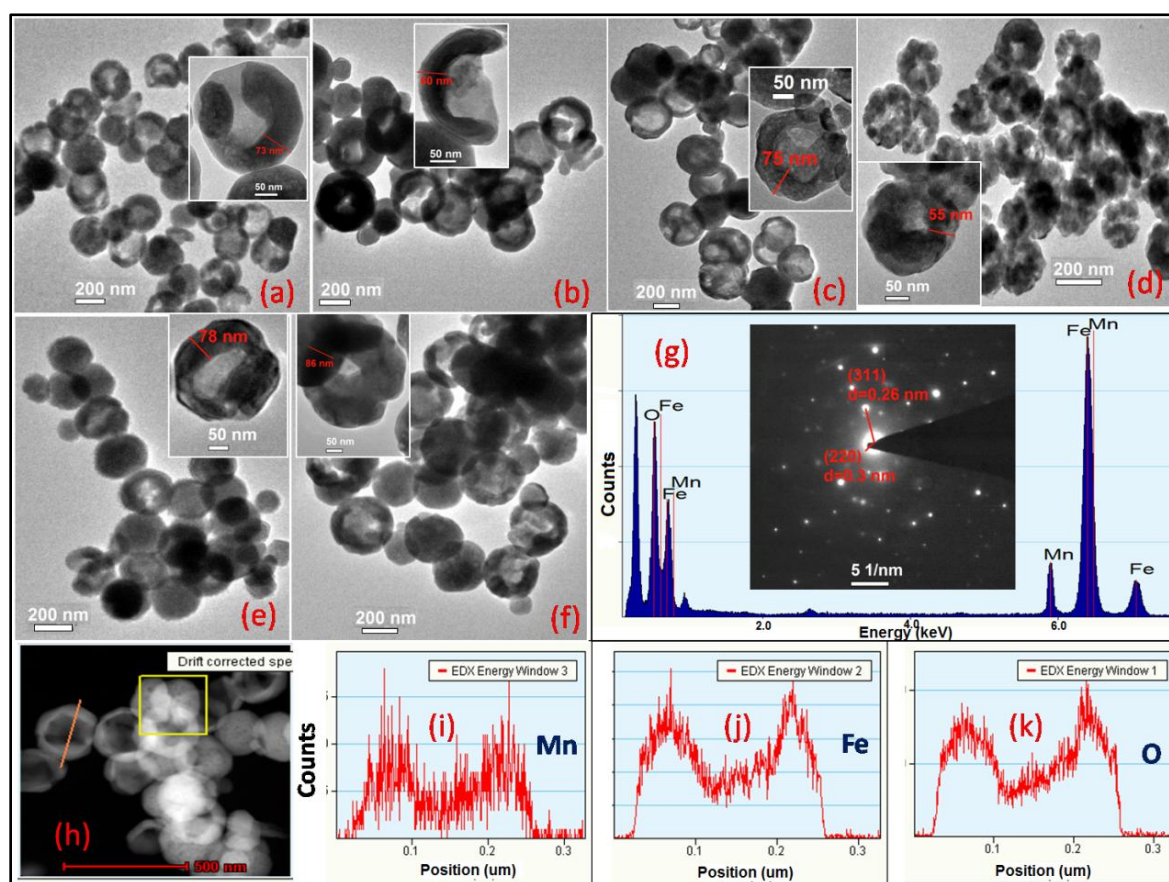 73 nm
50 nm
200 nm
(a)
50 nm
200 nm
(b)
50 nm
75 nm
200 nm
(c)
55 nm
50 nm
200 nm
(d)
78 nm
50 nm
200 nm
(e)
86 nm
50 nm
200 nm
(f)
(g)
Counts
O
Fe
Fe
Mn
(311)
d=0.26 nm
(220)
d=0.3 nm
5 1/nm
Fe
Mn
Mn
Fe
2.0
4.0
6.0
Energy (keV)
Drift corrected spe
(h)
500 nm
EDX Energy Window 3
Counts
(i)
Mn
0.1
0.2
0.3
Position (um)
EDX Energy Window 2
(j)
Fe
0.1
0.2
0.3
Position (um)
EDX Energy Window 1
(k)
O
0.1
0.2
0.3
Position (um)